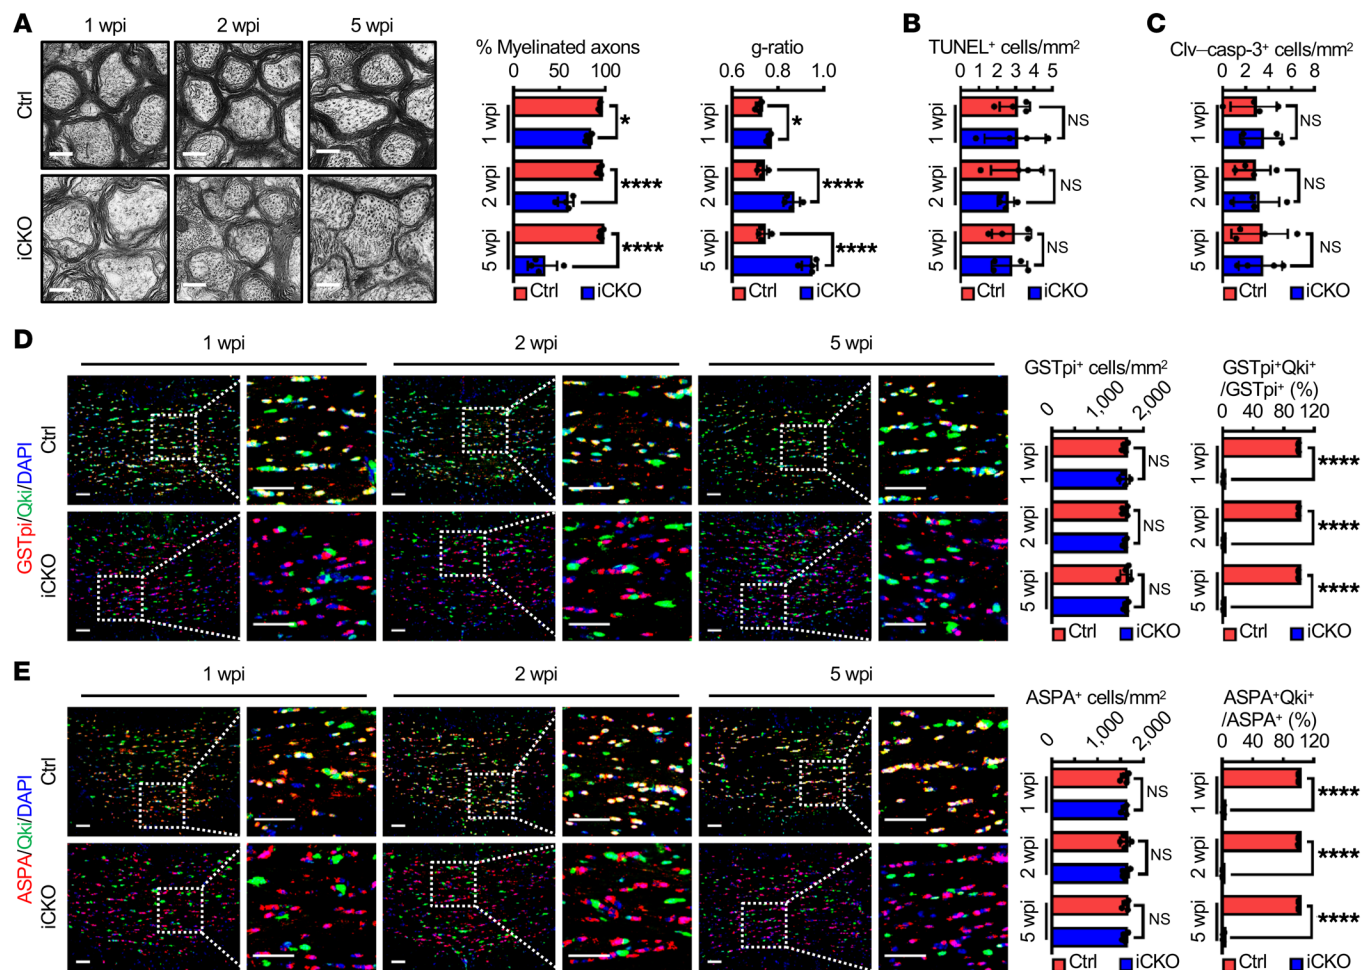 A
1 wpi 2 wpi 5 wpi
Ctrl
iCKO
% Myelinated axons
0 50 100
1 wpi
*
2 wpi
****
5 wpi
****
Ctrl iCKO
g-ratio
0.6 0.8 1.0
1 wpi
*
2 wpi
****
5 wpi
****
Ctrl iCKO
B
TUNEL⁺ cells/mm²
0 1 2 3 4 5
1 wpi
NS
2 wpi
NS
5 wpi
NS
Ctrl iCKO
C
Clv–casp-3⁺ cells/mm²
0 2 4 6 8
1 wpi
NS
2 wpi
NS
5 wpi
NS
Ctrl iCKO
D
1 wpi 2 wpi 5 wpi
GSTpi/Qki/DAPI
Ctrl
iCKO
GSTpi⁺ cells/mm²
0 1,000 2,000
1 wpi
NS
2 wpi
NS
5 wpi
NS
Ctrl iCKO
GSTpi⁺Qki⁺
/GSTpi⁺ (%)
0 40 80 120
1 wpi
****
2 wpi
****
5 wpi
****
Ctrl iCKO
E
1 wpi 2 wpi 5 wpi
ASPA/Qki/DAPI
Ctrl
iCKO
ASPA⁺ cells/mm²
0 1,000 2,000
1 wpi
NS
2 wpi
NS
5 wpi
NS
Ctrl iCKO
ASPA⁺Qki⁺
/ASPA⁺ (%)
0 40 80 120
1 wpi
****
2 wpi
****
5 wpi
****
Ctrl iCKO